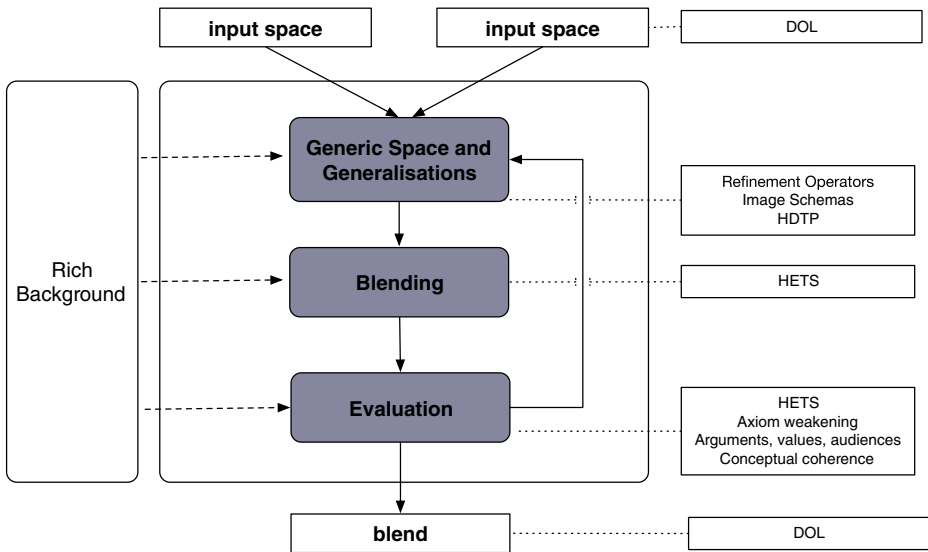 input space
input space
DOL
Generic Space and
Generalisations
Refinement Operators
Image Schemas
HDTP
Rich
Background
Blending
HETS
Evaluation
HETS
Axiom weakening
Arguments, values, audiences
Conceptual coherence
blend
DOL